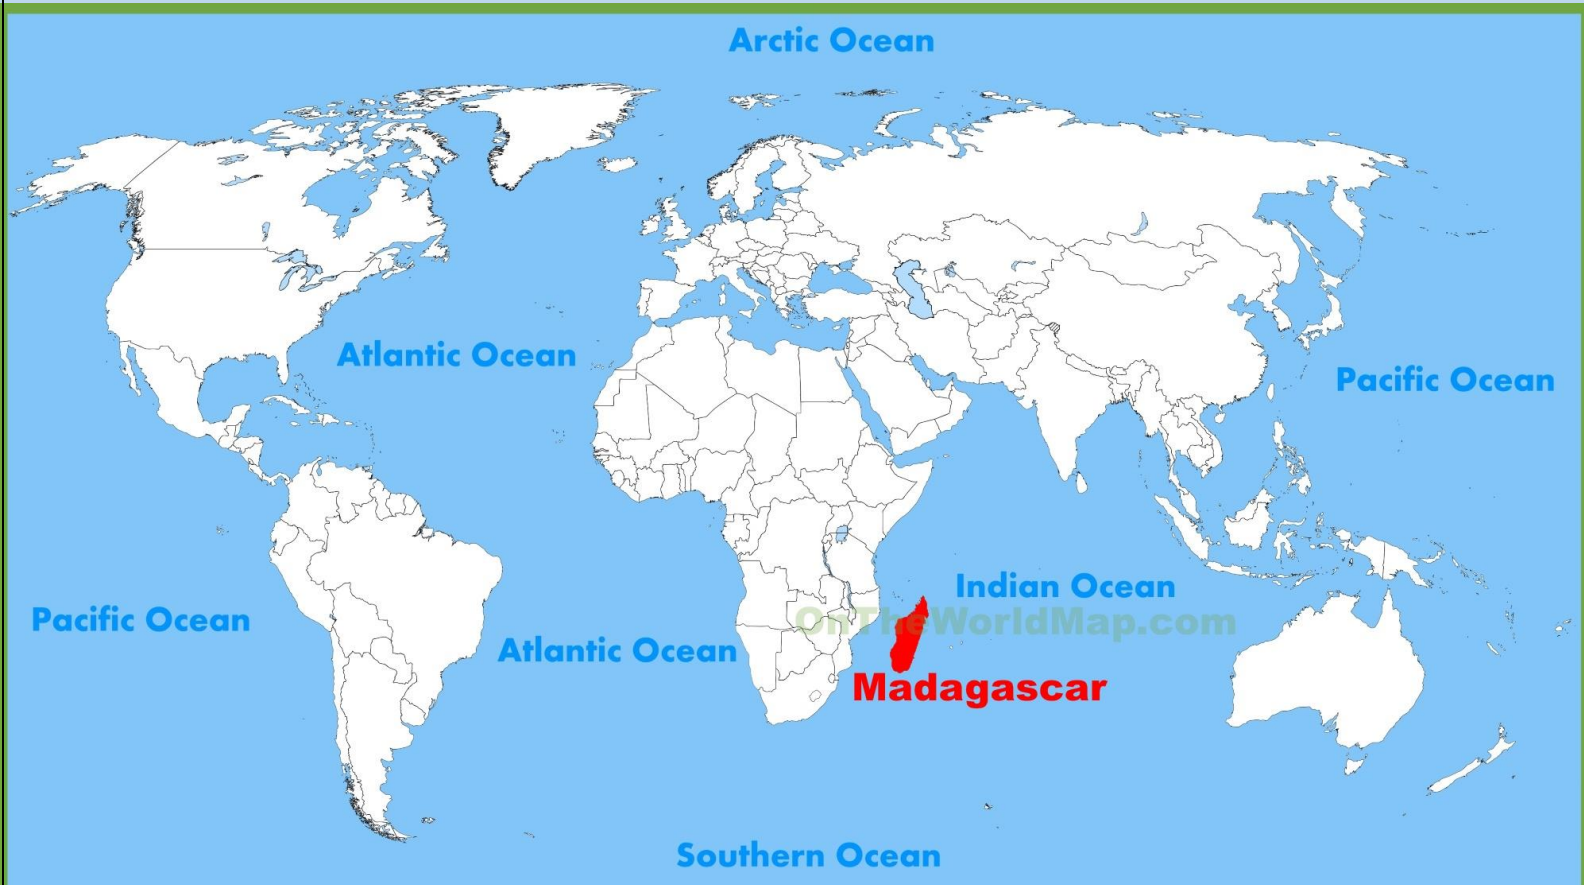 Arctic Ocean
Atlantic Ocean
Pacific Ocean
Indian Ocean
Pacific Ocean
OnTheWorldMap.com
Atlantic Ocean
Madagascar
Southern Ocean